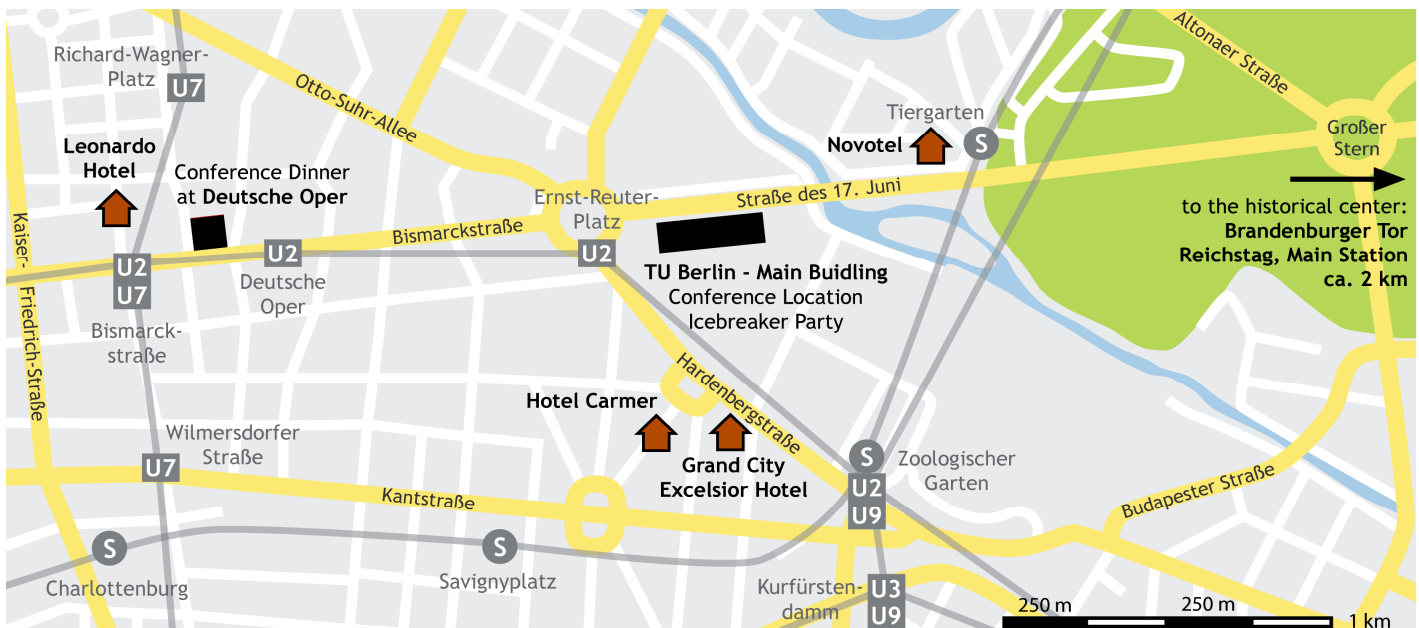 Richard-Wagner-
Platz
U7
Otto-Suhr-Allee
Altonaer Straße
Tiergarten
S
Novotel
Großer
Stern
Leonardo
Hotel
Conference Dinner
at Deutsche Oper
Ernst-Reuter-
Platz
U2
Straße des 17. Juni
Bismarckstraße
to the historical center:
Brandenburger Tor
Reichstag, Main Station
ca. 2 km
Kaiser-
Friedrich-Straße
U2
U7
Bismarck-
straße
U2
Deutsche
Oper
TU Berlin - Main Buidling
Conference Location
Icebreaker Party
Hardenbergstraße
Hotel Carmer
Grand City
Excelsior Hotel
Wilmersdorfer
Straße
U7
Kantstraße
S
Zoologischer
Garten
U2
U9
Budapester Straße
S
Charlottenburg
S
Savignyplatz
Kurfürsten-
damm
U3
U9
250 m
250 m
1 km